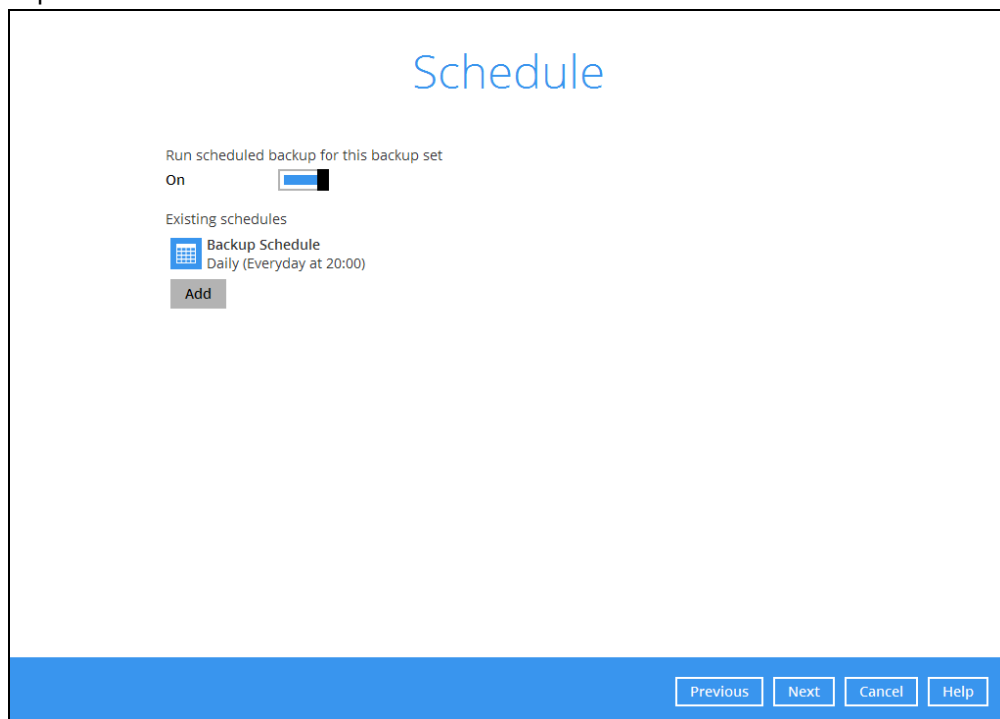 Schedule
Run scheduled backup for this backup set
On
Existing schedules
Backup Schedule
Daily (Everyday at 20:00)
Add
Previous Next Cancel Help